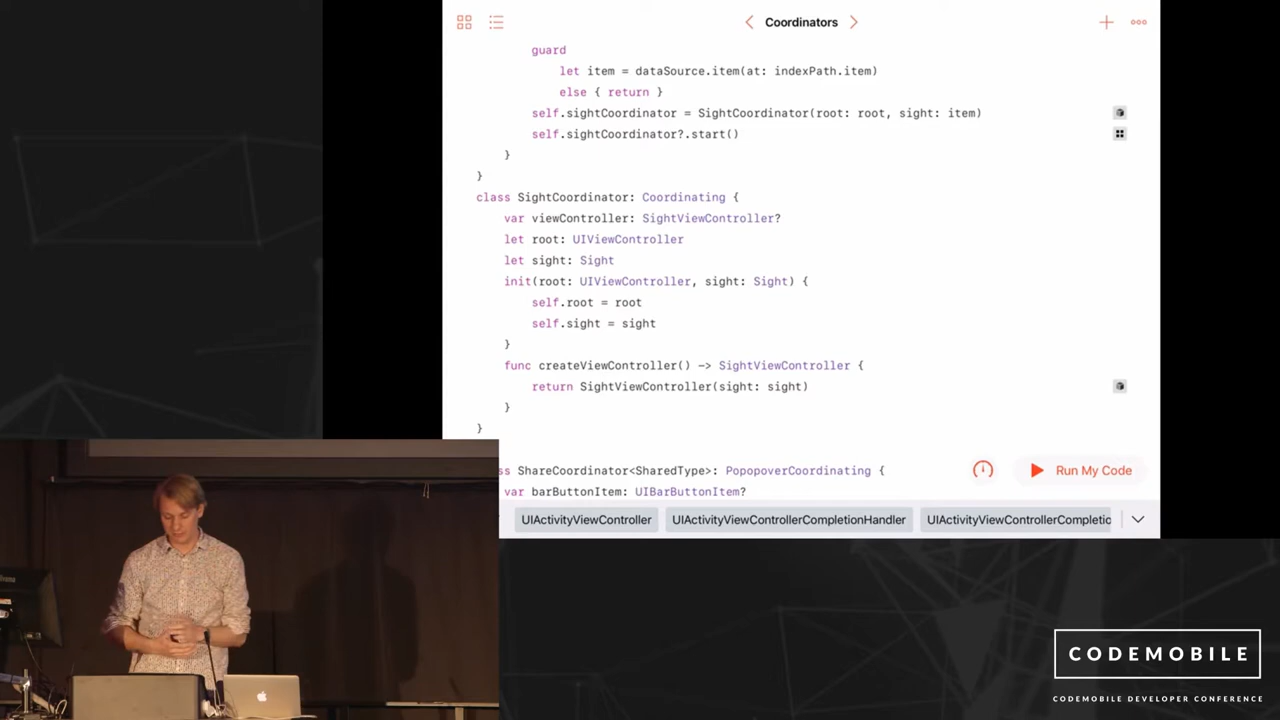 Coordinators
guard
let item = dataSource.item(at: indexPath.item)
else { return }
self.sightCoordinator = SightCoordinator(root: root, sight: item)
self.sightCoordinator?.start()
}
}
class SightCoordinator: Coordinating {
var viewController: SightViewController?
let root: UIViewController
let sight: Sight
init(root: UIViewController, sight: Sight) {
self.root = root
self.sight = sight
}
func createViewController() -> SightViewController {
return SightViewController(sight: sight)
}
}
ss ShareCoordinator<SharedType>: PopopoverCoordinating {
var barButtonItem: UIBarButtonItem?
Run My Code
UIActivityViewController UIActivityViewControllerCompletionHandler UIActivityViewControllerCompletio
CODEMOBILE
CODEMOBILE DEVELOPER CONFERENCE